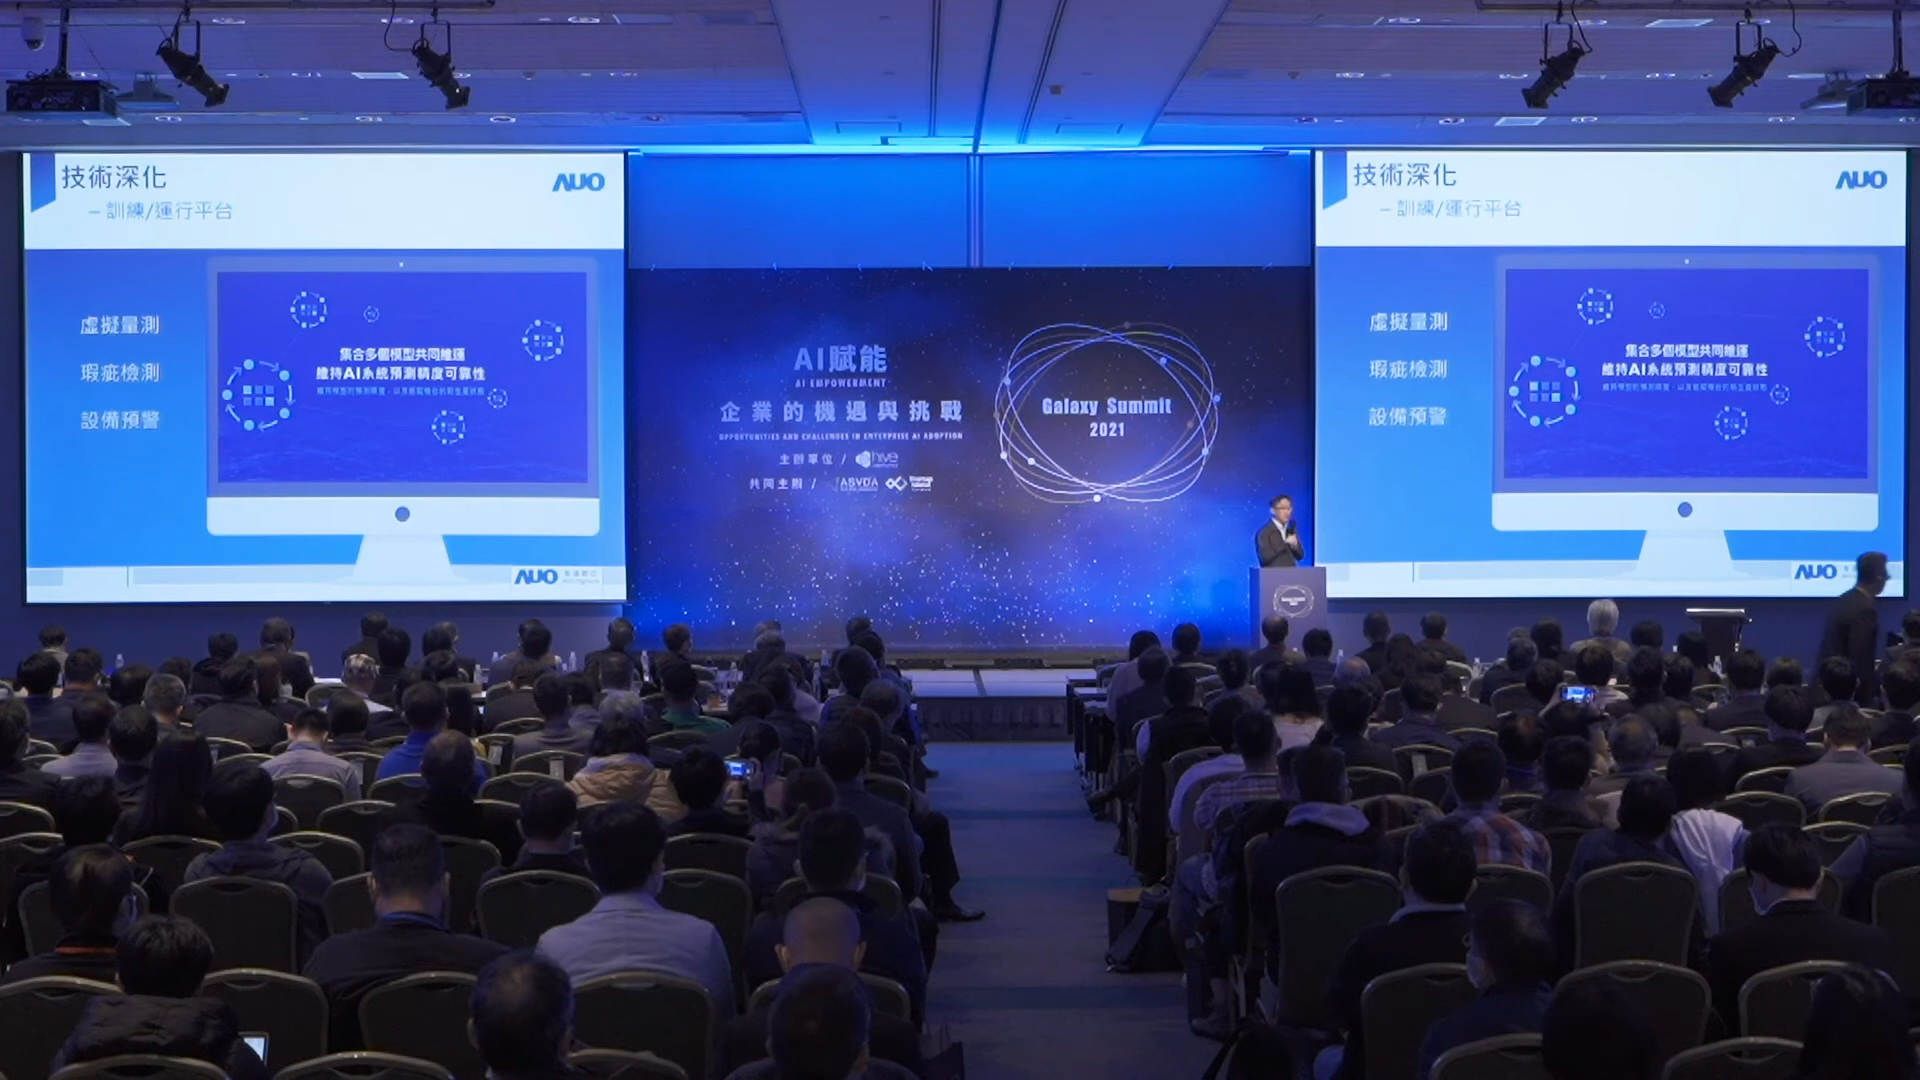 技術深化
– 訓練/運行平台
AUO
虛擬量測
瑕疵檢測
設備預警
集合多個模型共同維運
維持AI系統預測精度可靠性
AUO
AI賦能
AI EMPOWERMENT
企業的機遇與挑戰
OPPORTUNITIES AND CHALLENGES IN ENTERPRISE AI ADOPTION
主辦單位 / hive
共同主辦 / ASVDA
Galaxy Summit
2021
技術深化
– 訓練/運行平台
AUO
虛擬量測
瑕疵檢測
設備預警
集合多個模型共同維運
維持AI系統預測精度可靠性
AUO